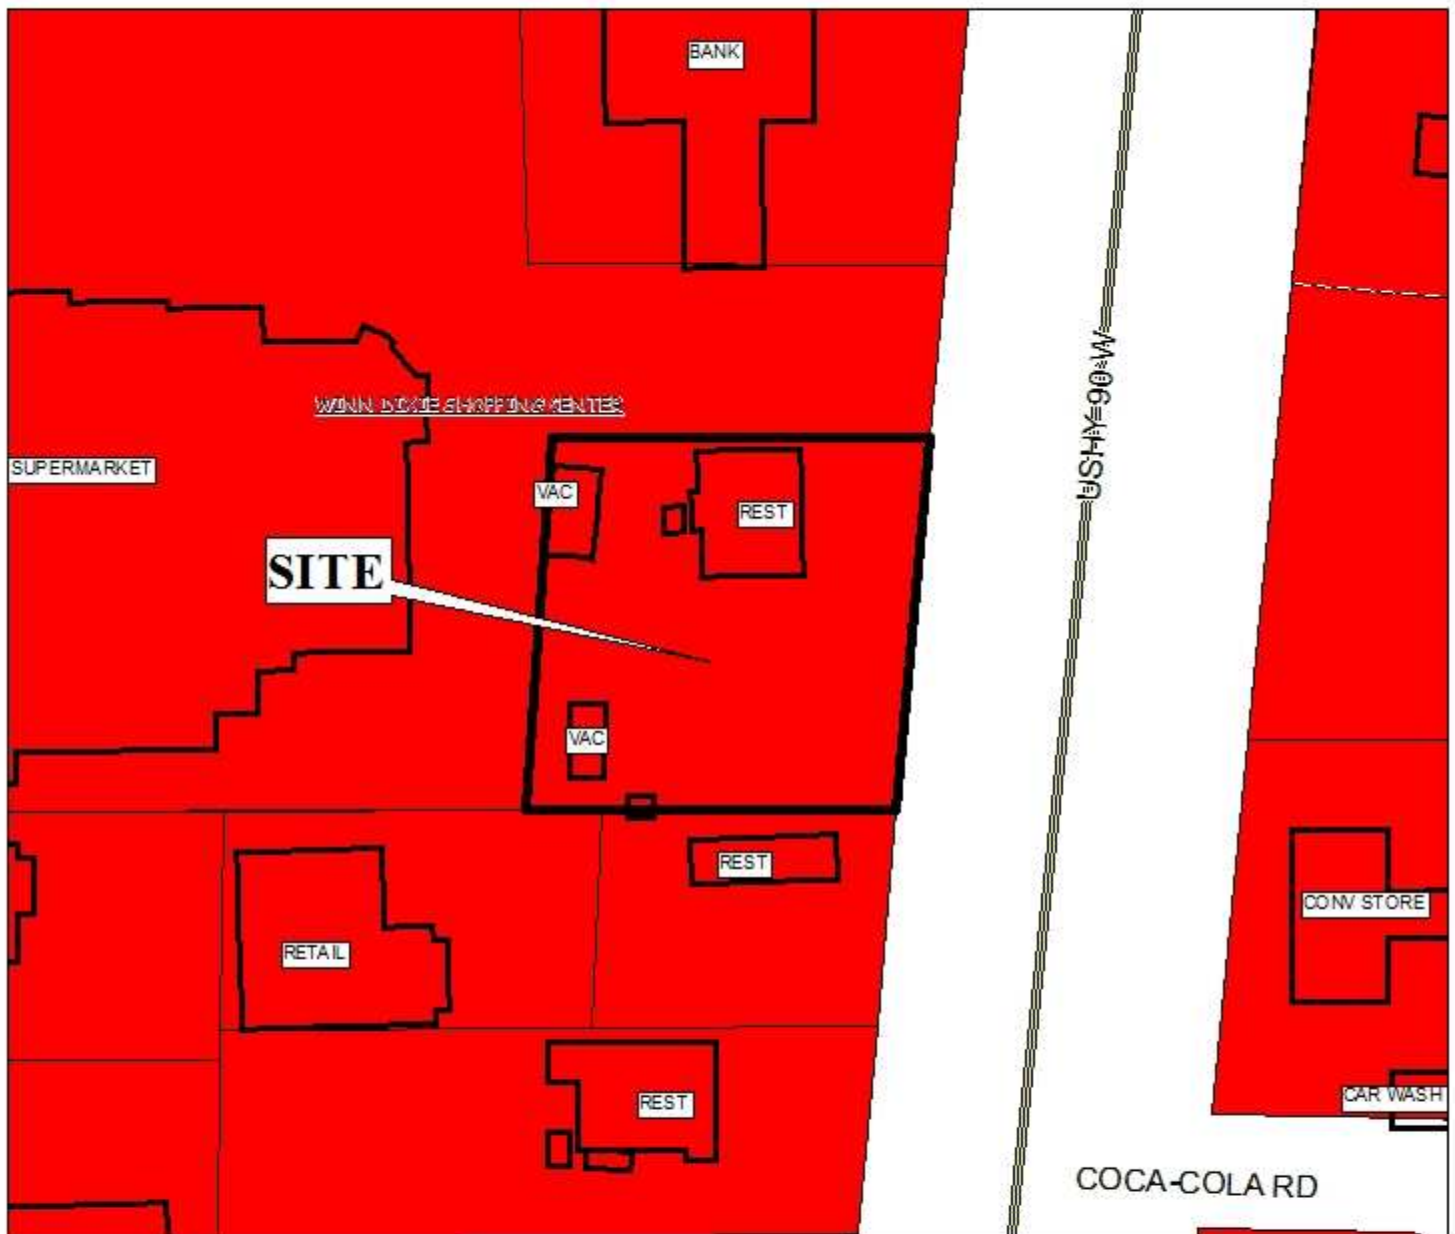 BANK
WINN DIXIE SHOPPING CENTER
USHY 90 W
SUPERMARKET
VAC
REST
SITE
VAC
REST
CONV STORE
RETAIL
REST
CAR WASH
COCA-COLA RD